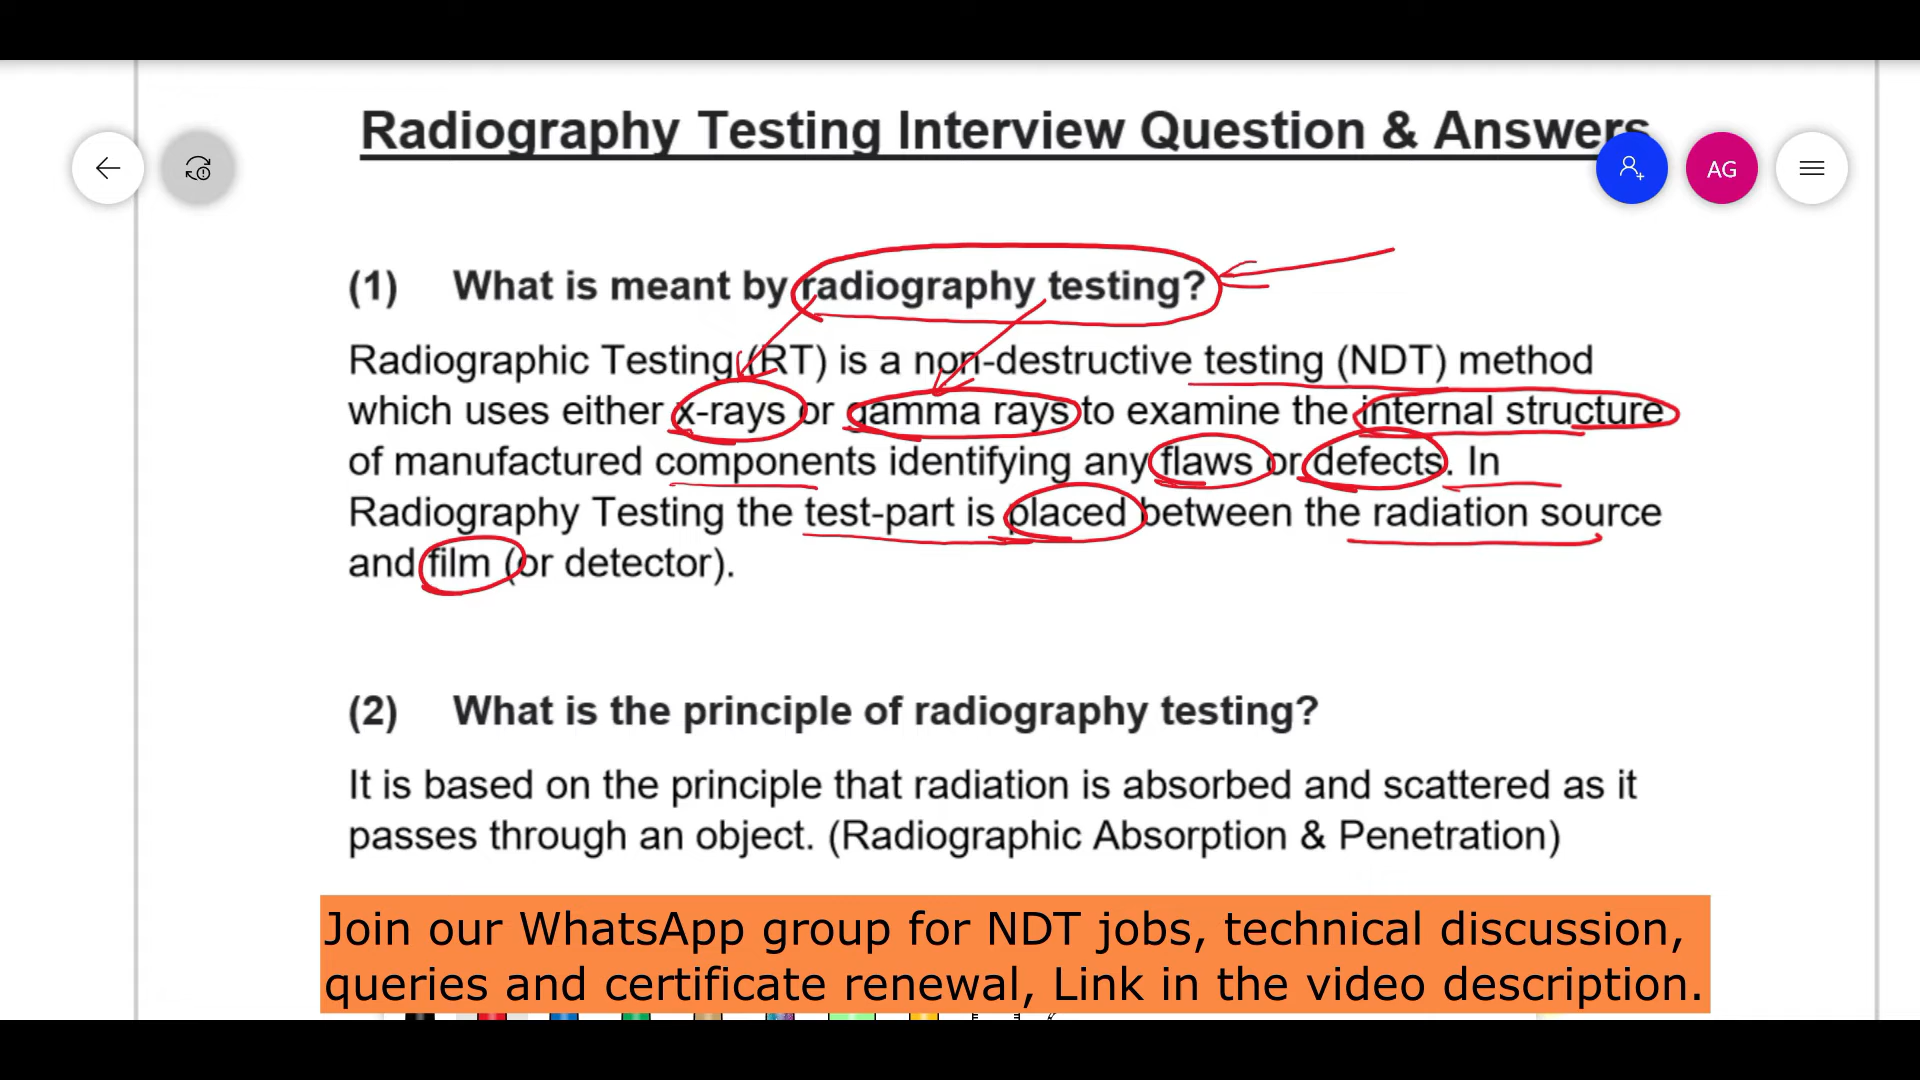 Radiography Testing Interview Question & Answers
AG
(1) What is meant by radiography testing?
Radiographic Testing (RT) is a non-destructive testing (NDT) method
which uses either x-rays or gamma rays to examine the internal structure
of manufactured components identifying any flaws or defects. In
Radiography Testing the test-part is placed between the radiation source
and film (or detector).
(2) What is the principle of radiography testing?
It is based on the principle that radiation is absorbed and scattered as it
passes through an object. (Radiographic Absorption & Penetration)
Join our WhatsApp group for NDT jobs, technical discussion,
queries and certificate renewal, Link in the video description.